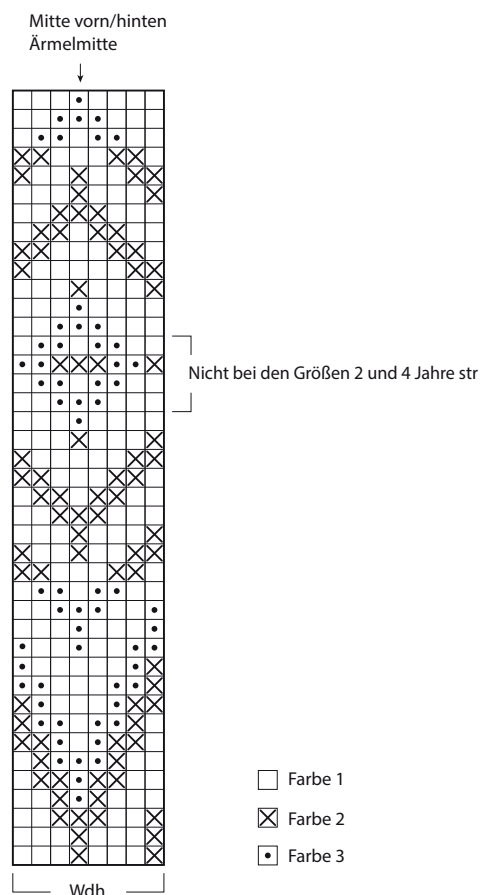 Mitte vorn/hinten
Ärmelmitte
Nicht bei den Größen 2 und 4 Jahre str
Farbe 1
Farbe 2
Farbe 3
Wdh